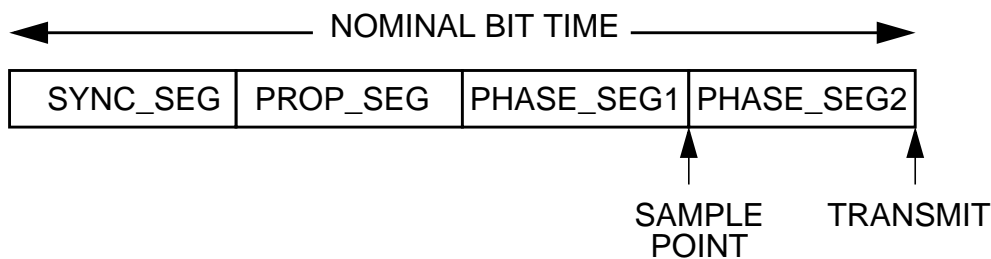 NOMINAL BIT TIME
SYNC_SEG PROP_SEG PHASE_SEG1 PHASE_SEG2
SAMPLE POINT
TRANSMIT